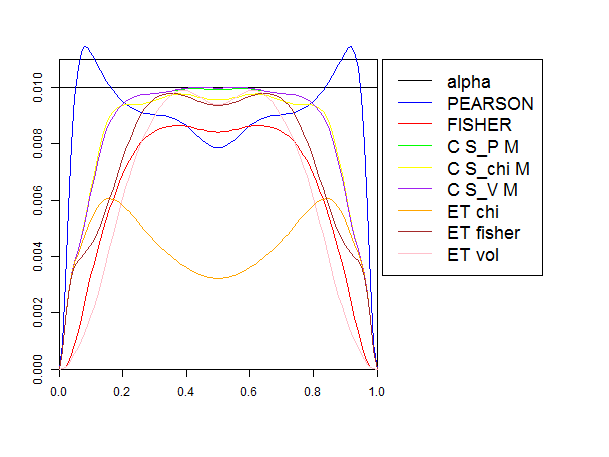 0.010
0.008
0.006
0.004
0.002
0.000
0.0 0.2 0.4 0.6 0.8 1.0
alpha
PEARSON
FISHER
C S_P M
C S_chi M
C S_V M
ET chi
ET fisher
ET vol